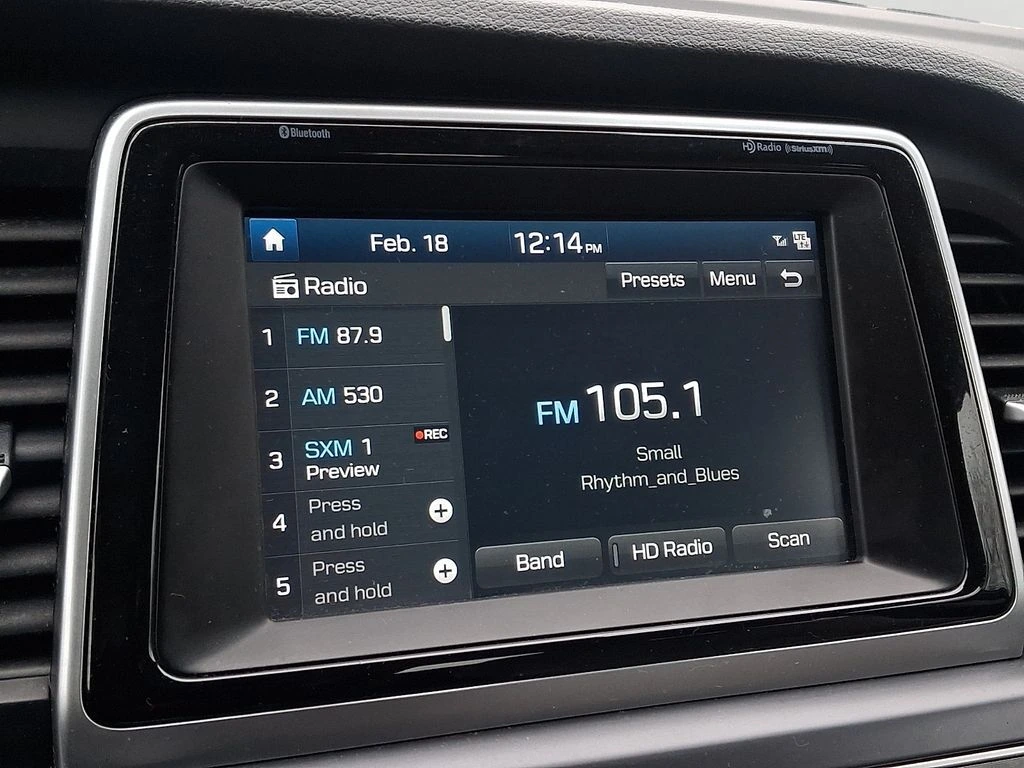 Bluetooth
HD Radio ((SiriusXM))
Feb. 18 12:14 PM LTE
Radio Presets Menu
1 FM 87.9
2 AM 530
3 SXM 1 REC
Preview
4 Press
and hold
5 Press
and hold
FM 105.1
Small
Rhythm_and_Blues
Band HD Radio Scan